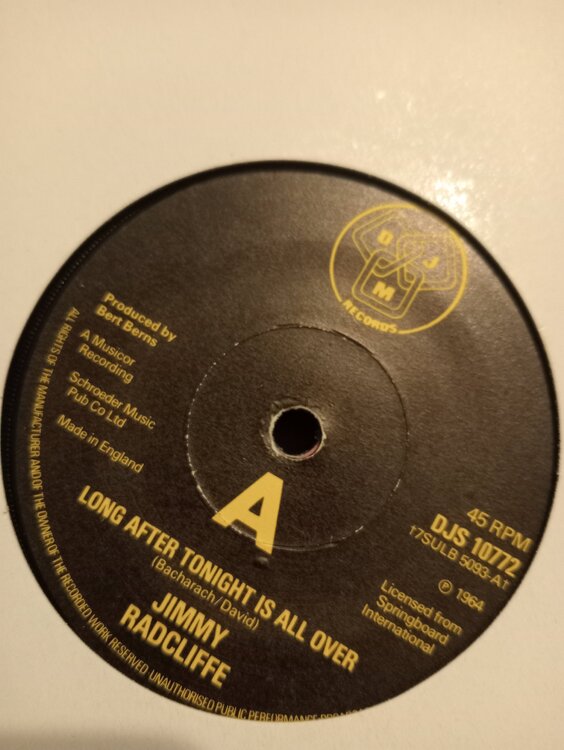 D J M
RECORDS
Produced by
Bert Berns
A Musicor
Recording
Schroeder Music
Pub Co Ltd
Made in England
A
45 RPM
DJS 10772
17SULB 5093-A1
℗ 1964
Licensed from
Springboard
International
LONG AFTER TONIGHT IS ALL OVER
(Bacharach/David)
JIMMY
RADCLIFFE
ALL RIGHTS OF THE MANUFACTURER AND OF THE OWNER OF THE RECORDED WORK RESERVED UNAUTHORISED PUBLIC PERFORMANCE